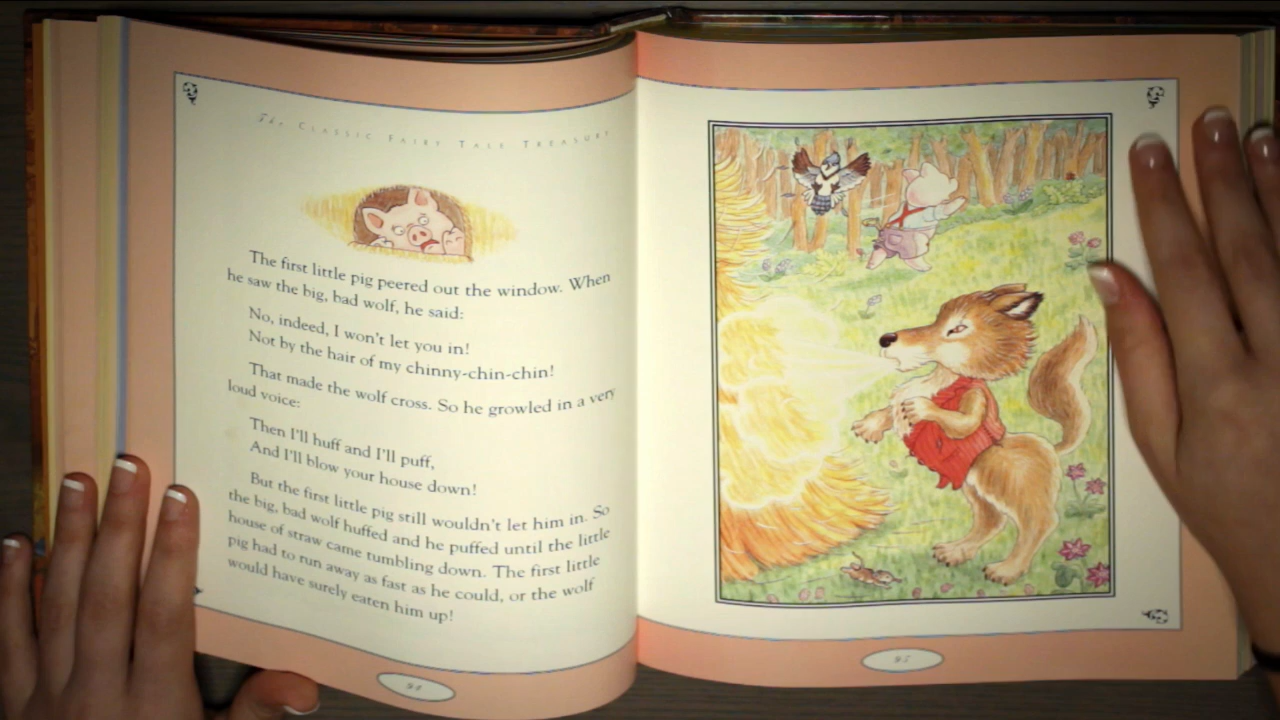 The Classic Fairy Tale Treasury
The first little pig peered out the window. When
he saw the big, bad wolf, he said:
No, indeed, I won't let you in!
Not by the hair of my chinny-chin-chin!
That made the wolf cross. So he growled in a very
loud voice:
Then I'll huff and I'll puff,
And I'll blow your house down!
But the first little pig still wouldn't let him in. So
the big, bad wolf huffed and he puffed until the little
house of straw came tumbling down. The first little
pig had to run away as fast as he could, or the wolf
would have surely eaten him up!
94
95